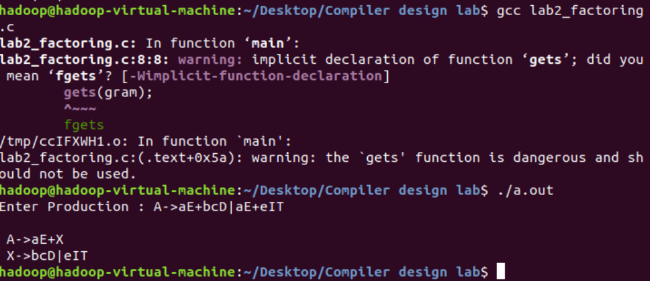 hadoop@hadoop-virtual-machine:~/Desktop/Compiler design lab$ gcc lab2_factoring
.c
lab2_factoring.c: In function ‘main’:
lab2_factoring.c:8:8: warning: implicit declaration of function ‘gets’; did you
 mean ‘fgets’? [-Wimplicit-function-declaration]
        gets(gram);
        ^~~~
        fgets
/tmp/ccIFXWH1.o: In function `main':
lab2_factoring.c:(.text+0x5a): warning: the `gets' function is dangerous and sh
ould not be used.
hadoop@hadoop-virtual-machine:~/Desktop/Compiler design lab$ ./a.out
Enter Production : A->aE+bcD|aE+eIT
 A->aE+X
 X->bcD|eIT
hadoop@hadoop-virtual-machine:~/Desktop/Compiler design lab$